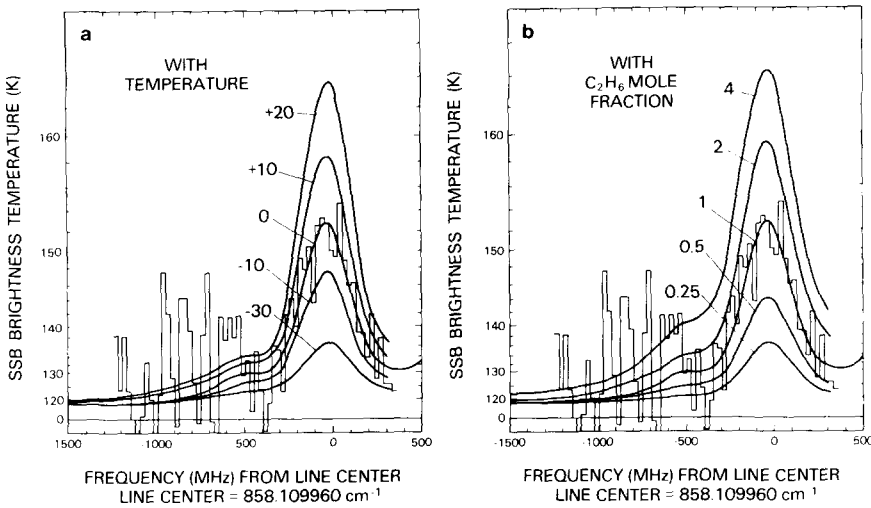 a
WITH
TEMPERATURE
+20
+10
0
-10
-30
SSB BRIGHTNESS TEMPERATURE (K)
160
150
140
130
120
0
-1500
-1000
-500
0
500
FREQUENCY (MHz) FROM LINE CENTER
LINE CENTER = 858.109960 cm-1
b
WITH
C2H6 MOLE
FRACTION
4
2
1
0.5
0.25
SSB BRIGHTNESS TEMPERATURE (K)
160
150
140
130
120
0
-1500
-1000
-500
0
500
FREQUENCY (MHz) FROM LINE CENTER
LINE CENTER = 858.109960 cm-1